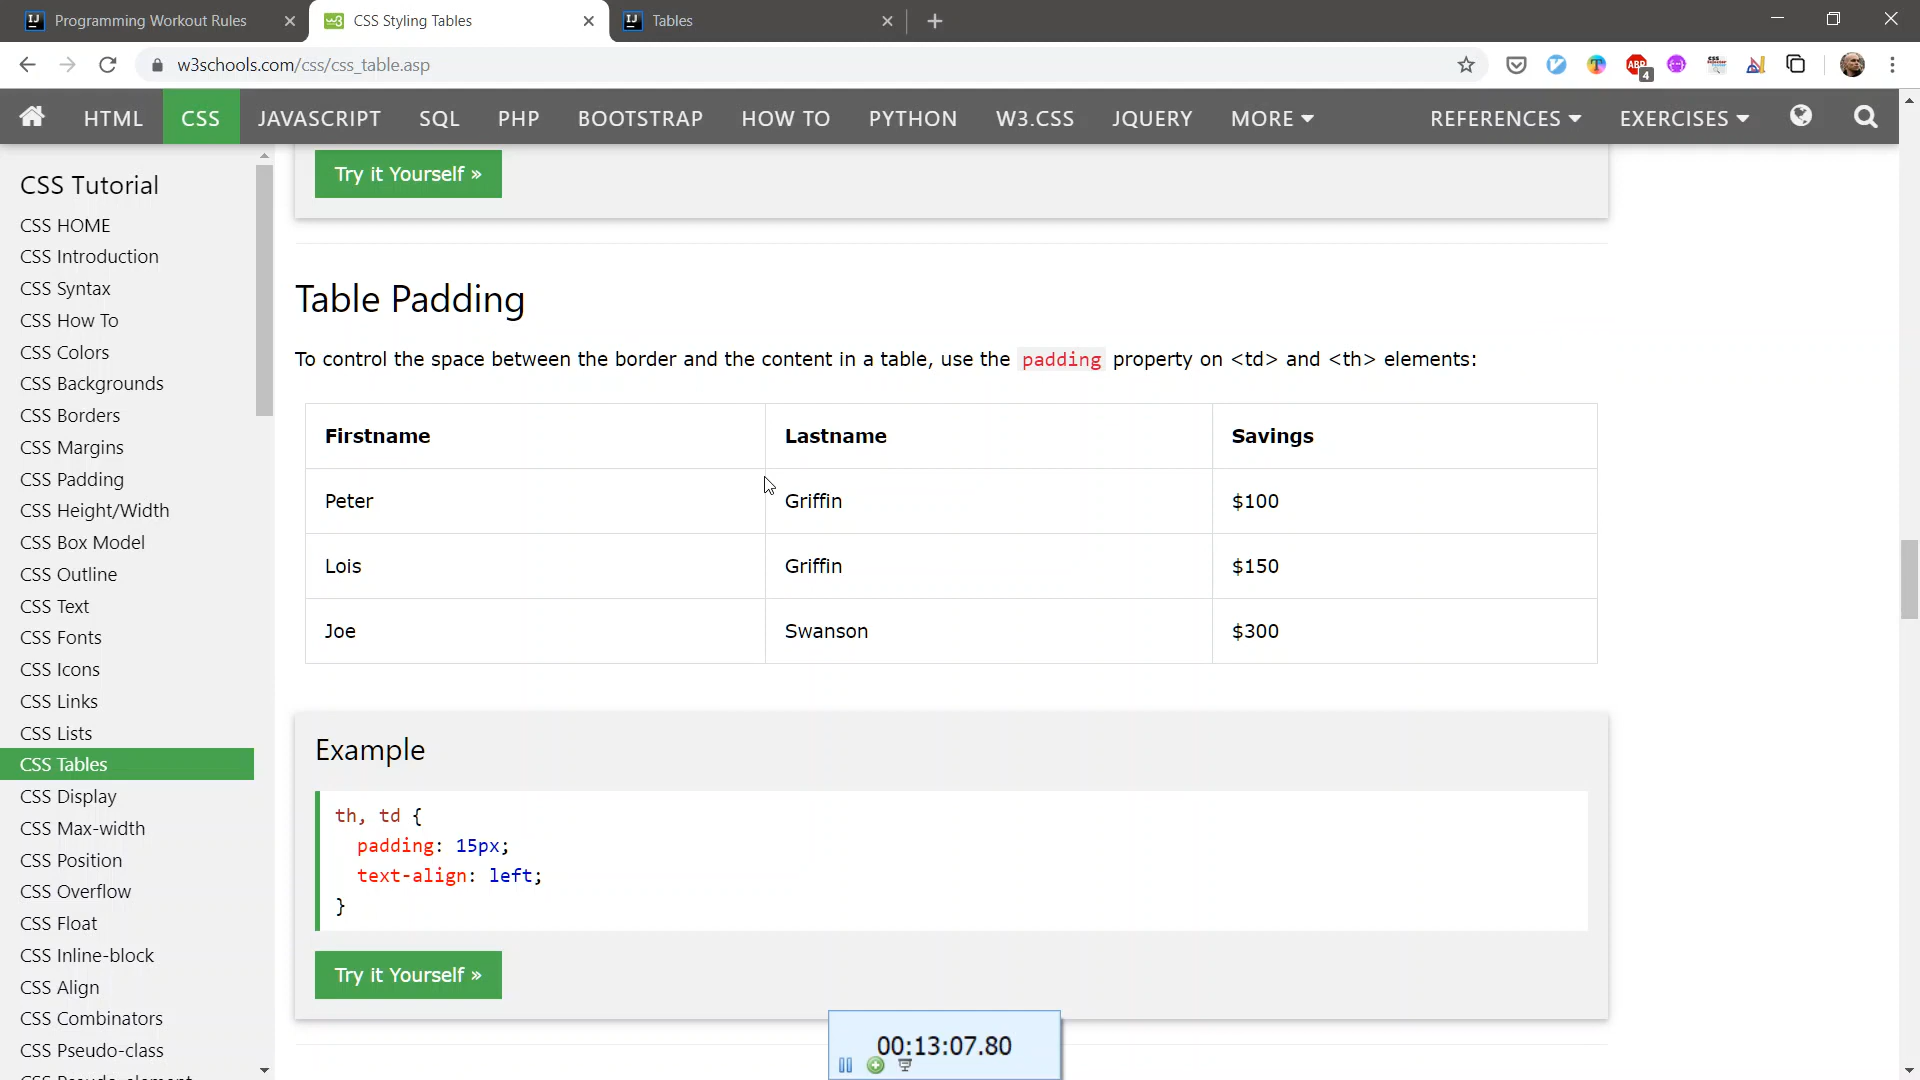 Programming Workout Rules
CSS Styling Tables
Tables
w3schools.com/css/css_table.asp
ABP
4
HTML
CSS
JAVASCRIPT
SQL
PHP
BOOTSTRAP
HOW TO
PYTHON
W3.CSS
JQUERY
MORE
REFERENCES
EXERCISES
CSS Tutorial
CSS HOME
CSS Introduction
CSS Syntax
CSS How To
CSS Colors
CSS Backgrounds
CSS Borders
CSS Margins
CSS Padding
CSS Height/Width
CSS Box Model
CSS Outline
CSS Text
CSS Fonts
CSS Icons
CSS Links
CSS Lists
CSS Tables
CSS Display
CSS Max-width
CSS Position
CSS Overflow
CSS Float
CSS Inline-block
CSS Align
CSS Combinators
CSS Pseudo-class
CSS Pseudo-element
Try it Yourself »
Table Padding
To control the space between the border and the content in a table, use the padding property on <td> and <th> elements:
Firstname Lastname Savings
Peter Griffin $100
Lois Griffin $150
Joe Swanson $300
Example
th, td {
padding: 15px;
text-align: left;
}
Try it Yourself »
00:13:07.80